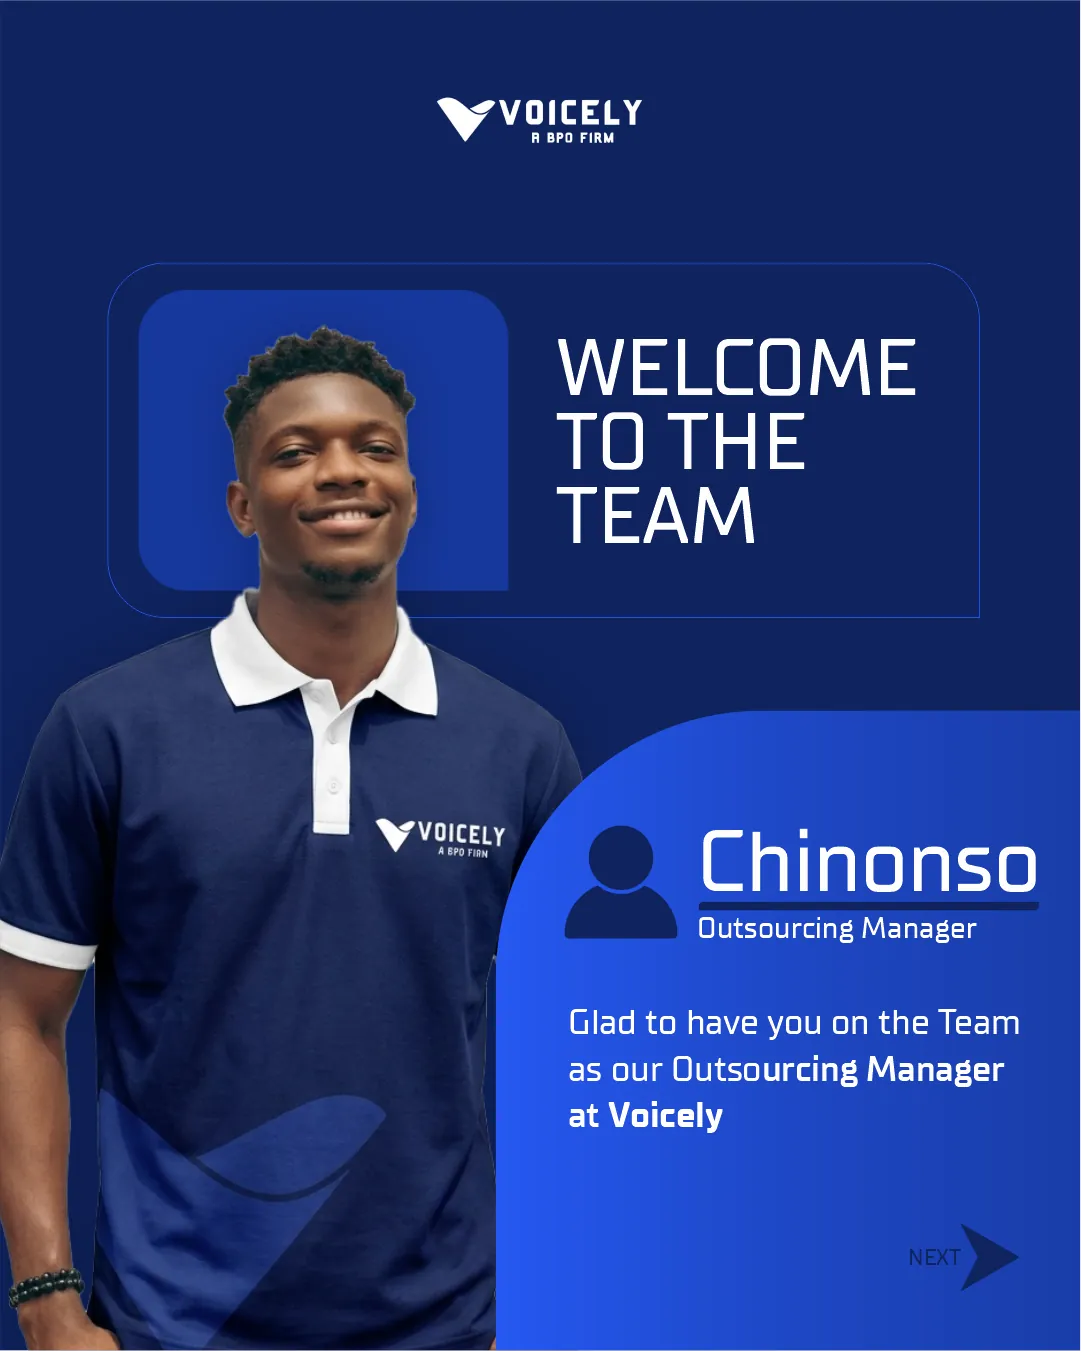 VOICELY
A BPO FIRM
WELCOME
TO THE
TEAM
VOICELY
A BPO FIRM
Chinonso
Outsourcing Manager
Glad to have you on the Team
as our Outsourcing Manager
at Voicely
NEXT